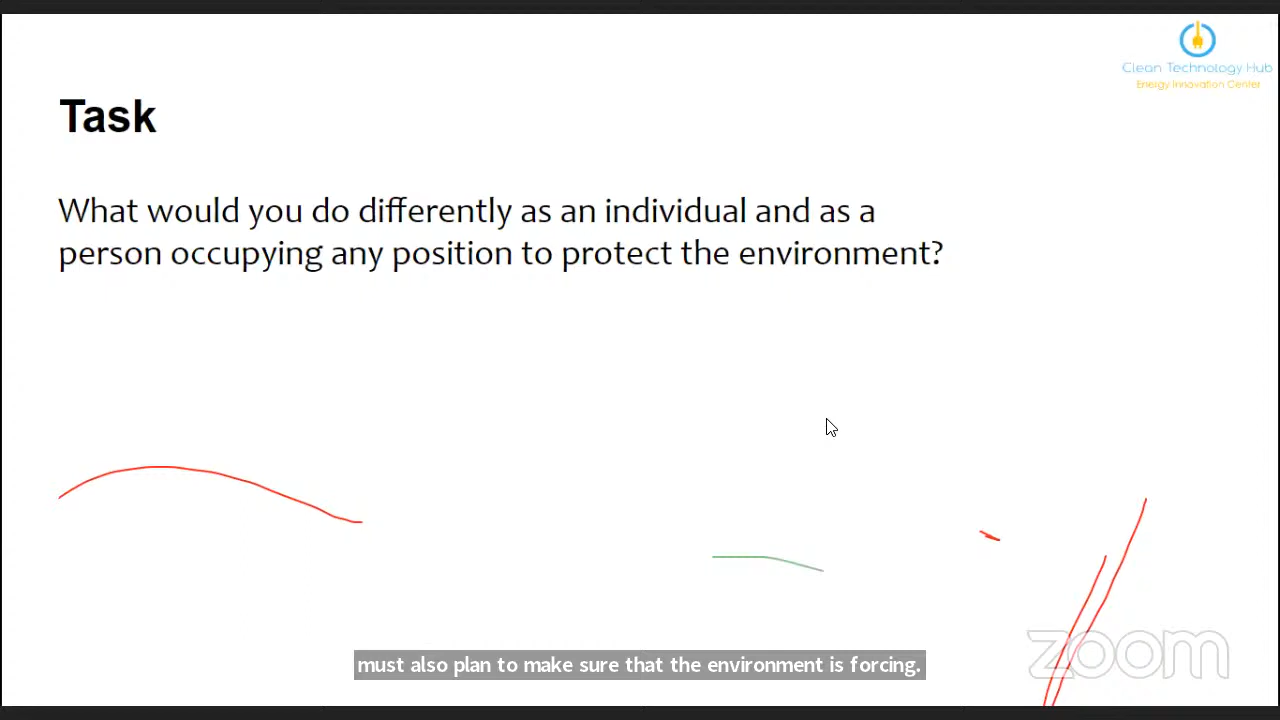 Clean Technology Hub
Energy Innovation Center
Task
What would you do differently as an individual and as a
person occupying any position to protect the environment?
zoom
must also plan to make sure that the environment is forcing.